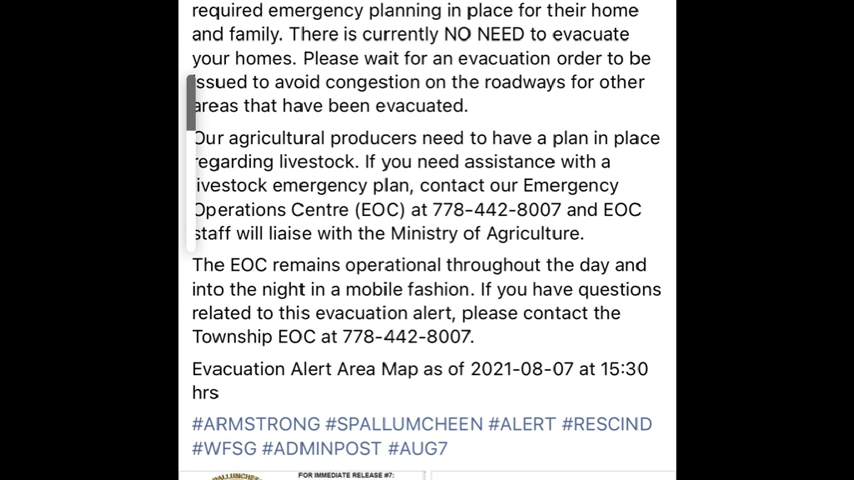 required emergency planning in place for their home
and family. There is currently NO NEED to evacuate
your homes. Please wait for an evacuation order to be
issued to avoid congestion on the roadways for other
areas that have been evacuated.
Our agricultural producers need to have a plan in place
regarding livestock. If you need assistance with a
livestock emergency plan, contact our Emergency
Operations Centre (EOC) at 778-442-8007 and EOC
staff will liaise with the Ministry of Agriculture.
The EOC remains operational throughout the day and
into the night in a mobile fashion. If you have questions
related to this evacuation alert, please contact the
Township EOC at 778-442-8007.
Evacuation Alert Area Map as of 2021-08-07 at 15:30
hrs
#ARMSTRONG #SPALLUMCHEEN #ALERT #RESCIND
#WFSG #ADMINPOST #AUG7
FOR IMMEDIATE RELEASE #7: